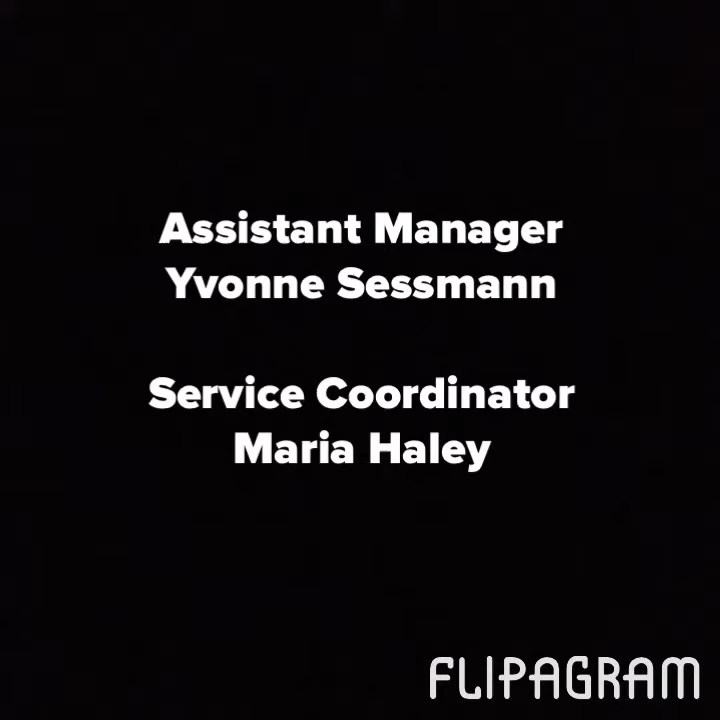 Assistant Manager
Yvonne Sessmann
Service Coordinator
Maria Haley
FLIPAGRAM